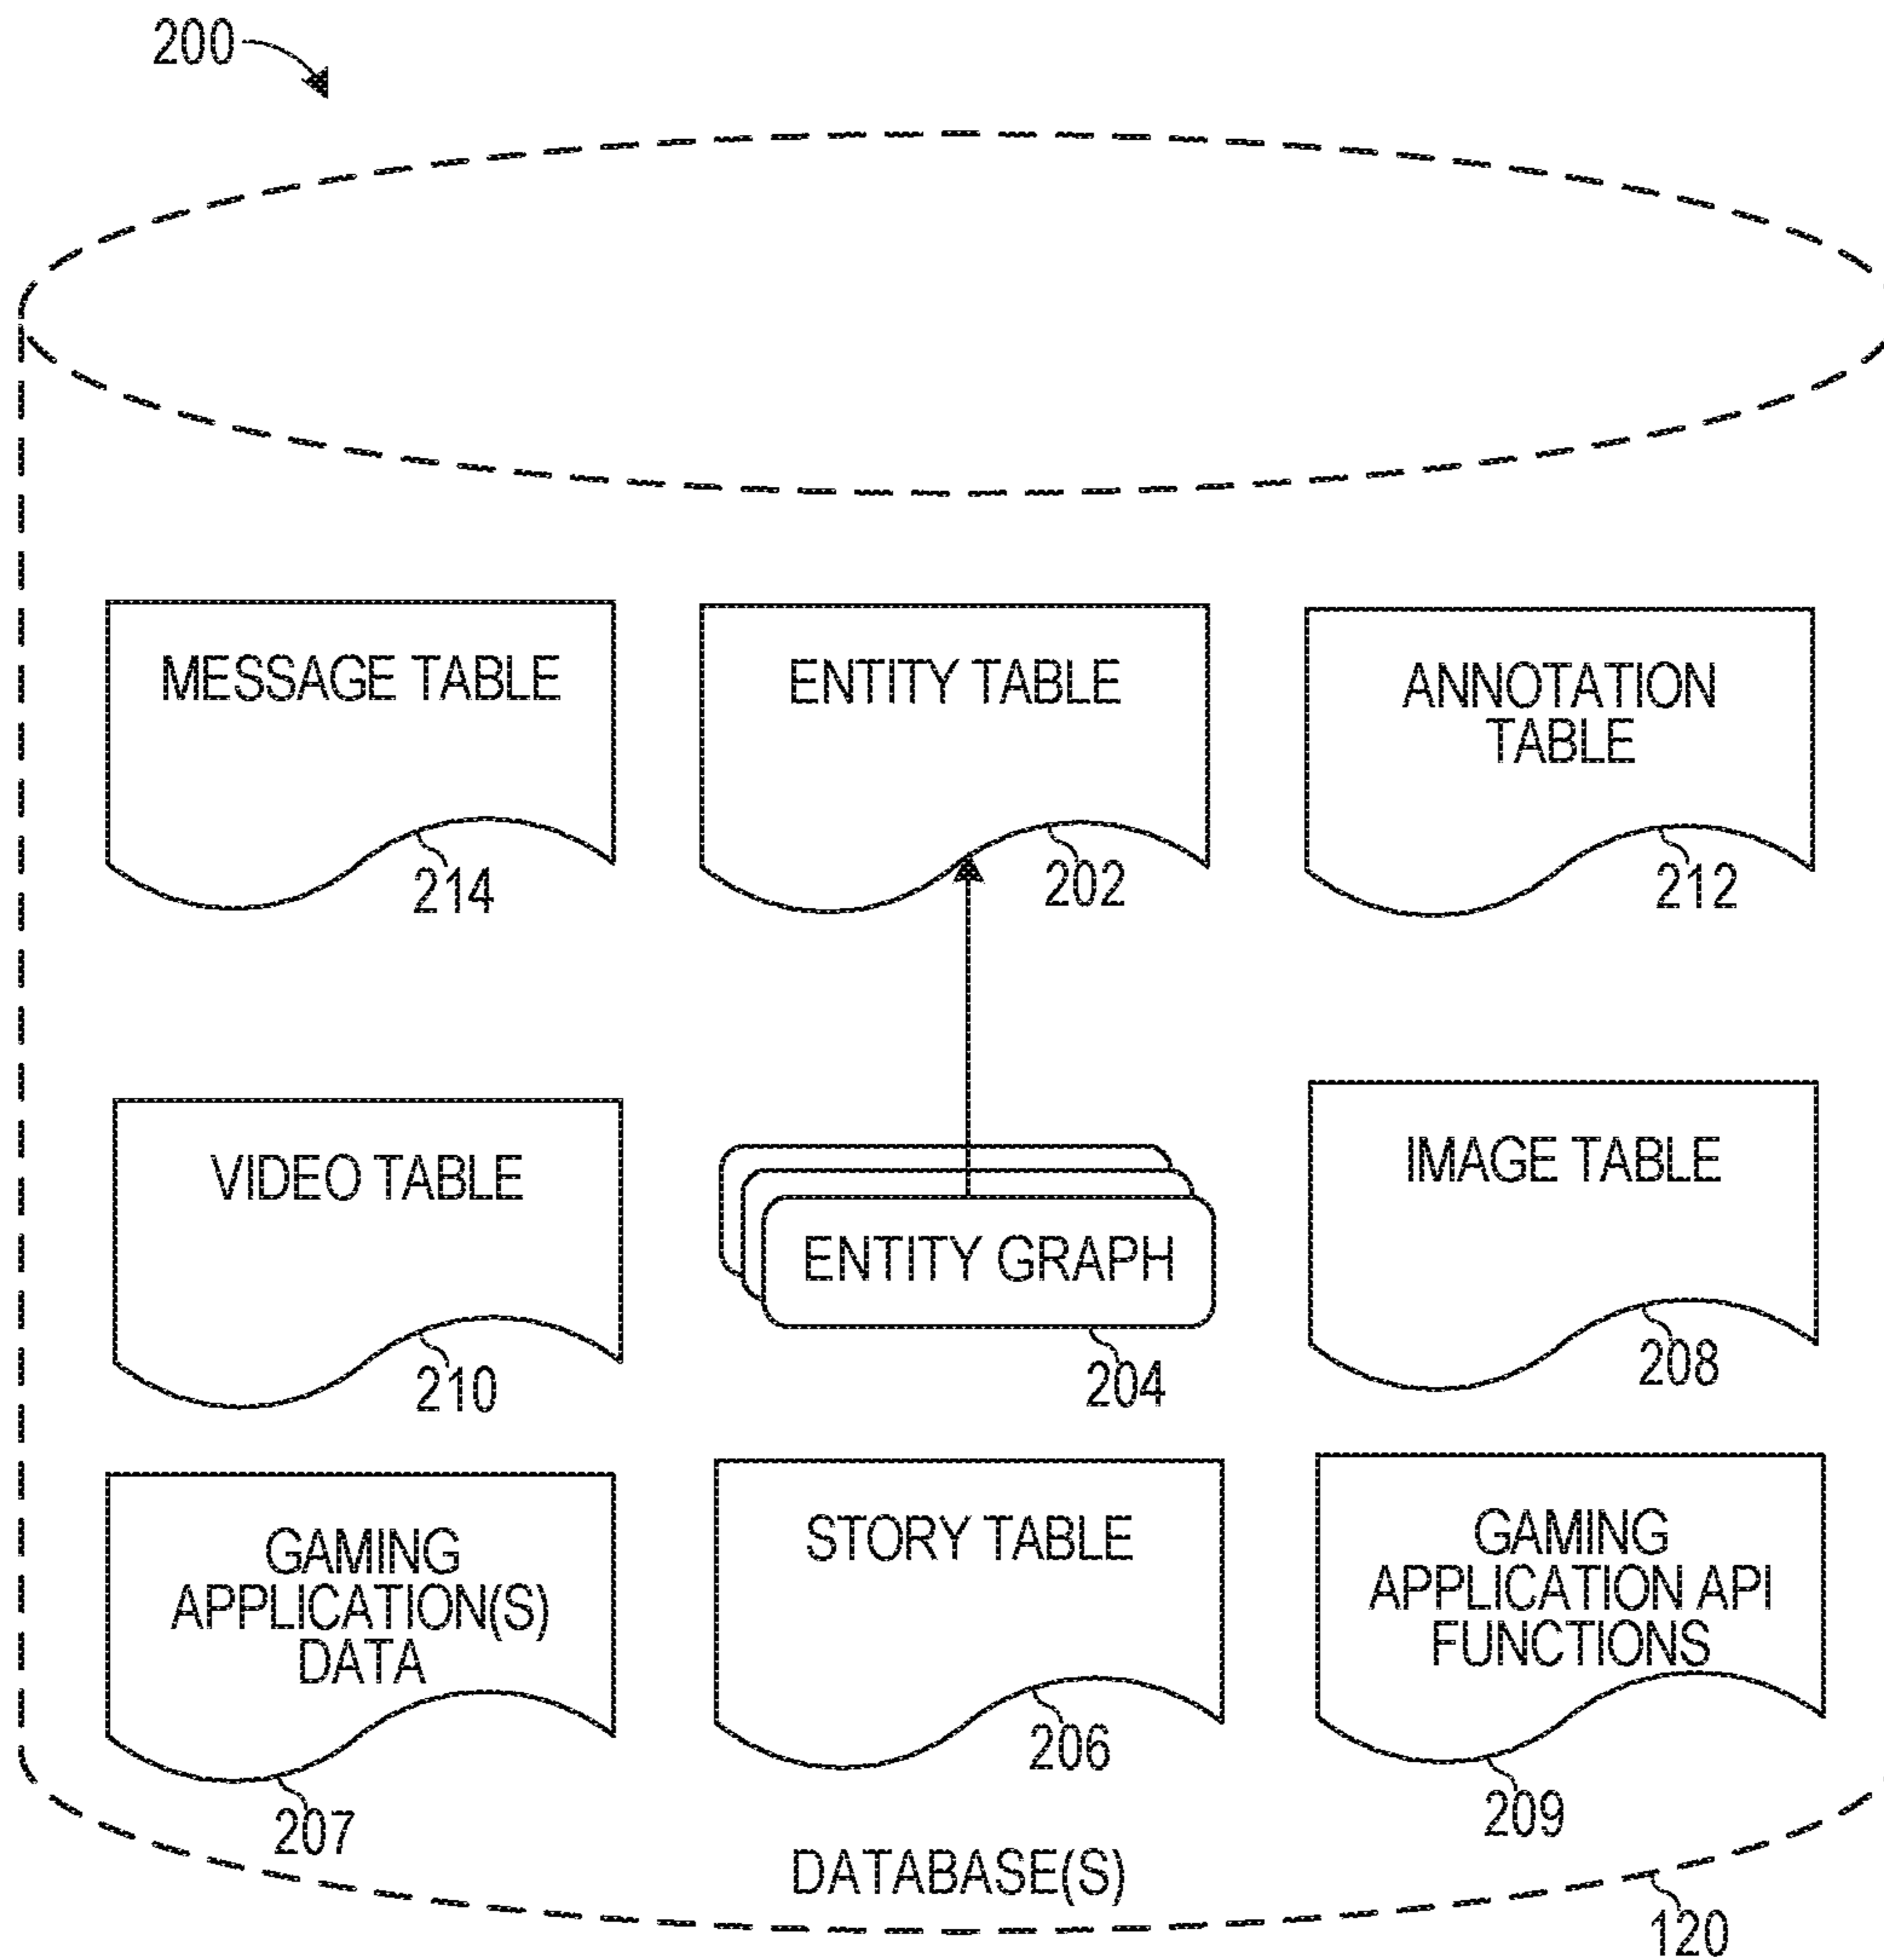 200
MESSAGE TABLE
214
ENTITY TABLE
202
ANNOTATION
TABLE
212
VIDEO TABLE
210
ENTITY GRAPH
204
IMAGE TABLE
208
GAMING
APPLICATION(S)
DATA
207
STORY TABLE
206
GAMING
APPLICATION API
FUNCTIONS
209
DATABASE(S)
120